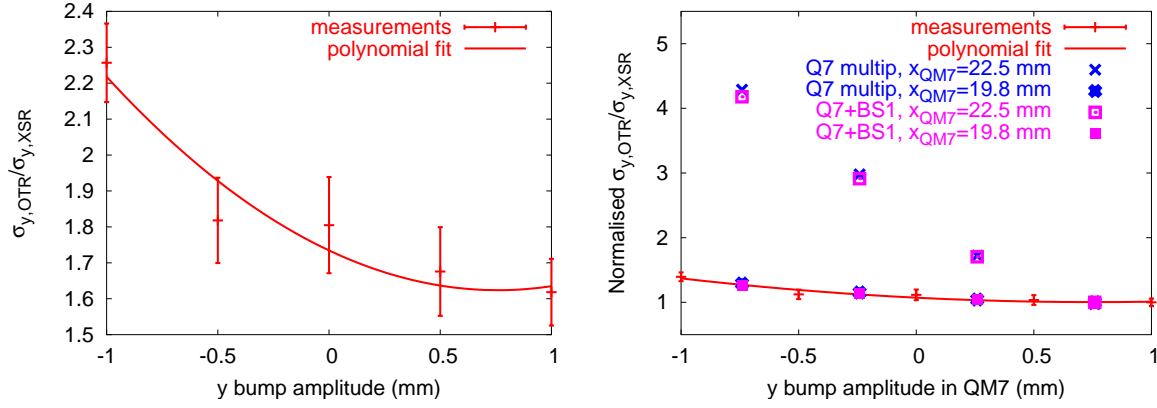 measurements
polynomial fit
2.4
2.3
2.2
2.1
2
1.9
1.8
1.7
1.6
1.5
σy,OTR/σy,XSR
-1
-0.5
0
0.5
1
y bump amplitude (mm)
measurements
polynomial fit
Q7 multip, xQM7=22.5 mm
Q7 multip, xQM7=19.8 mm
Q7+BS1, xQM7=22.5 mm
Q7+BS1, xQM7=19.8 mm
5
4
3
2
1
Normalised σy,OTR/σy,XSR
-1
-0.5
0
0.5
1
y bump amplitude in QM7 (mm)